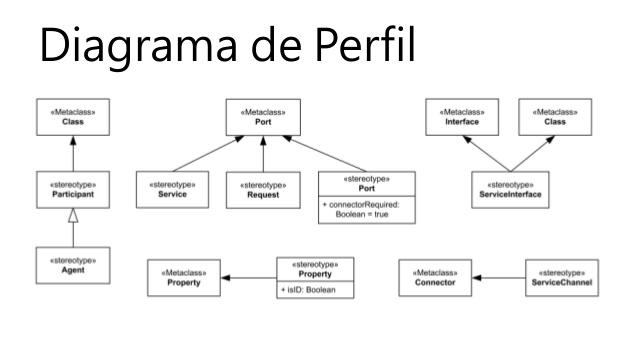 Diagrama de Perfil
«Metaclass»
Class
«Metaclass»
Port
«Metaclass»
Interface
«Metaclass»
Class
«stereotype»
Participant
«stereotype»
Service
«stereotype»
Request
«stereotype»
Port
+ connectorRequired:
Boolean = true
«stereotype»
ServiceInterface
«stereotype»
Agent
«Metaclass»
Property
«stereotype»
Property
+ isID: Boolean
«Metaclass»
Connector
«stereotype»
ServiceChannel